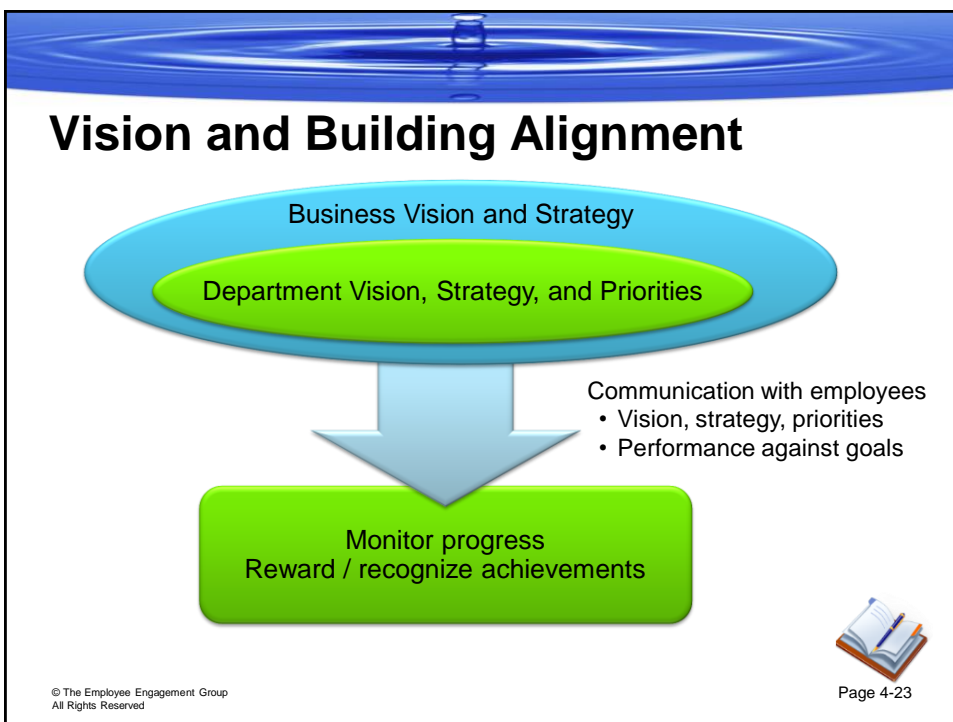 Vision and Building Alignment
Business Vision and Strategy
Department Vision, Strategy, and Priorities
Communication with employees
• Vision, strategy, priorities
• Performance against goals
Monitor progress
Reward / recognize achievements
© The Employee Engagement Group
All Rights Reserved
Page 4-23